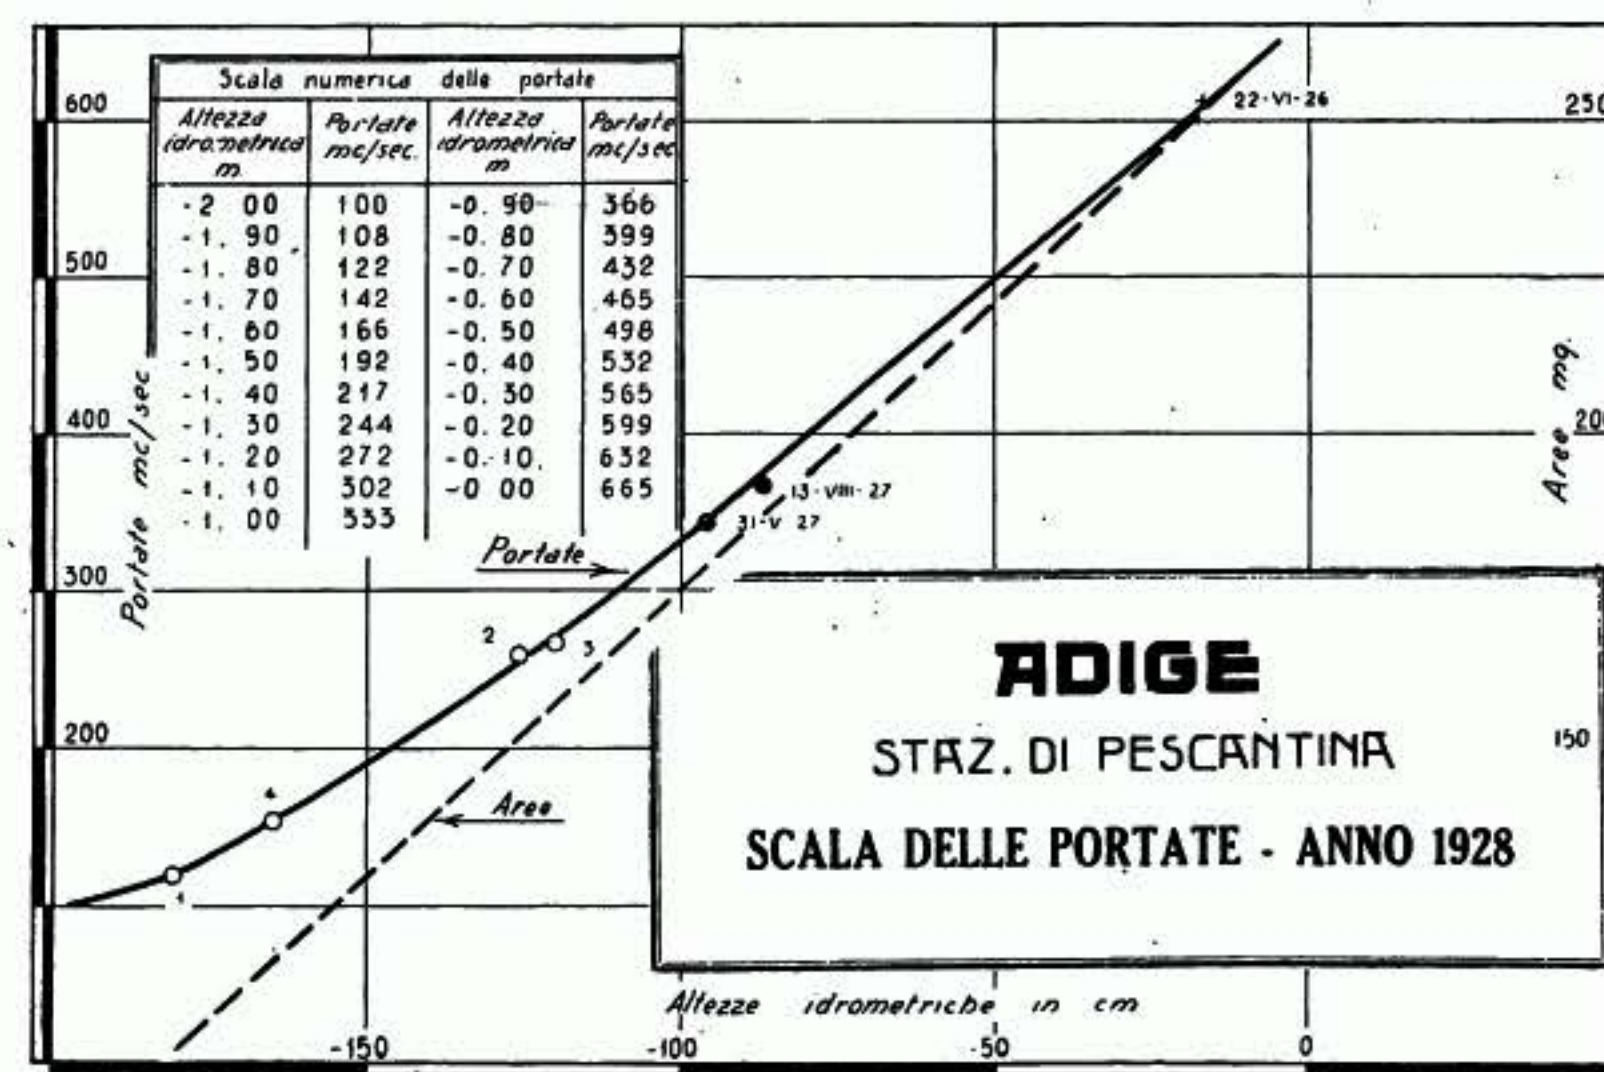 Scala numerica delle portate
Altezza idrometrica m. Portate mc/sec. Altezza idrometrica m Portate mc/sec
-2 00 100 -0. 90 366
-1. 90 108 -0. 80 399
-1. 80 122 -0. 70 432
-1. 70 142 -0. 60 465
-1. 60 166 -0. 50 498
-1. 50 192 -0. 40 532
-1. 40 217 -0. 30 565
-1. 30 244 -0. 20 599
-1. 20 272 -0. 10. 632
-1. 10 302 -0 00 665
-1. 00 333
600
500
400
300
200
Portate mc/sec
250
200
150
Aree mq.
22-VI-26
13-VIII-27
31-V 27
Portate
2
3
4
1
Aree
ADIGE
STAZ. DI PESCANTINA
SCALA DELLE PORTATE - ANNO 1928
Altezze idrometriche in cm
-150 -100 -50 0